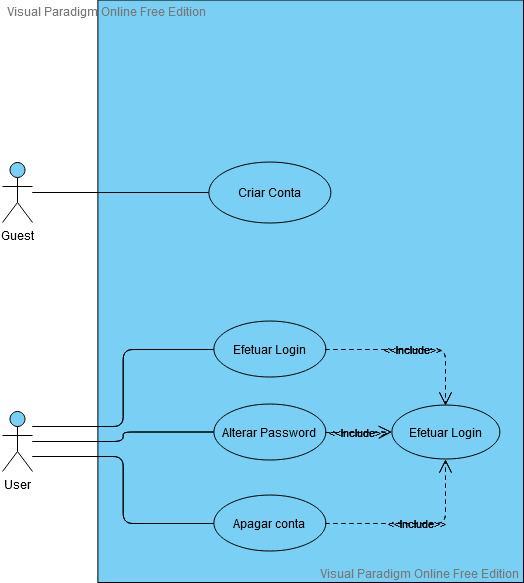 Visual Paradigm Online Free Edition
Criar Conta
Guest
Efetuar Login
<<Include>>
Alterar Password
<<Include>>
Efetuar Login
User
Apagar conta
<<Include>>
Visual Paradigm Online Free Edition